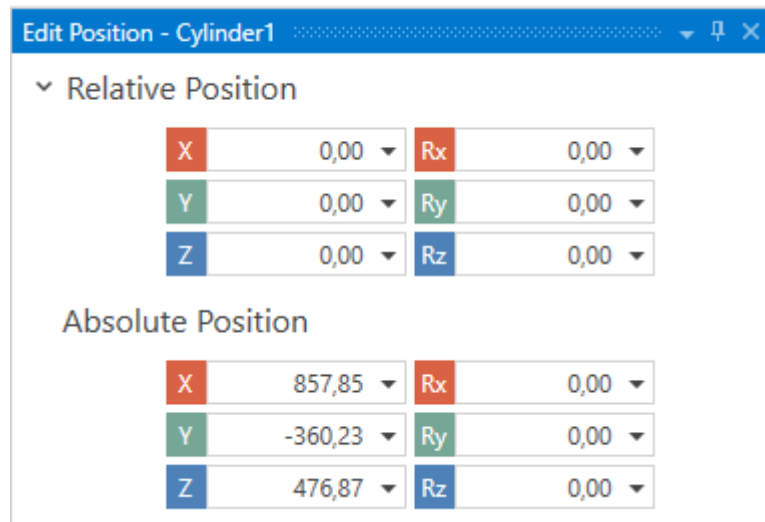 Edit Position - Cylinder1
Relative Position
X 0,00 Rx 0,00
Y 0,00 Ry 0,00
Z 0,00 Rz 0,00
Absolute Position
X 857,85 Rx 0,00
Y -360,23 Ry 0,00
Z 476,87 Rz 0,00